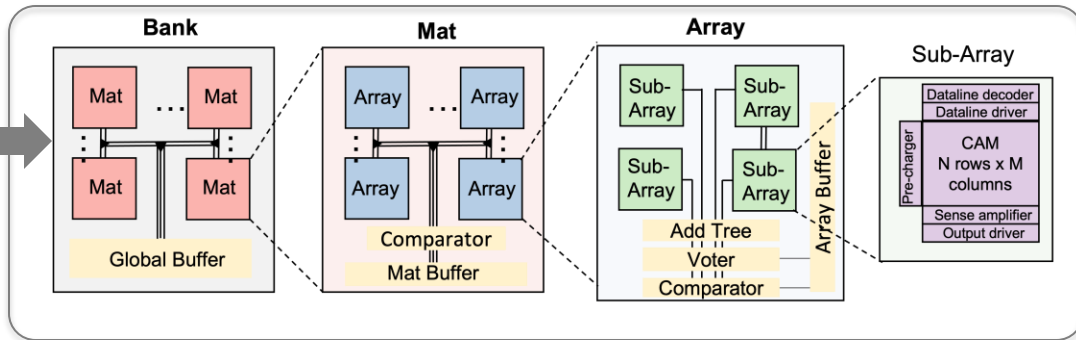 Bank
Mat
Mat
...
Mat
Mat
Global Buffer
Mat
Array
...
Array
Array
Array
Comparator
Mat Buffer
Array
Sub-
Array
Sub-
Array
Sub-
Array
Sub-
Array
Array Buffer
Add Tree
Voter
Comparator
Sub-Array
Dataline decoder
Dataline driver
Pre-charger
CAM
N rows x M
columns
Sense amplifier
Output driver